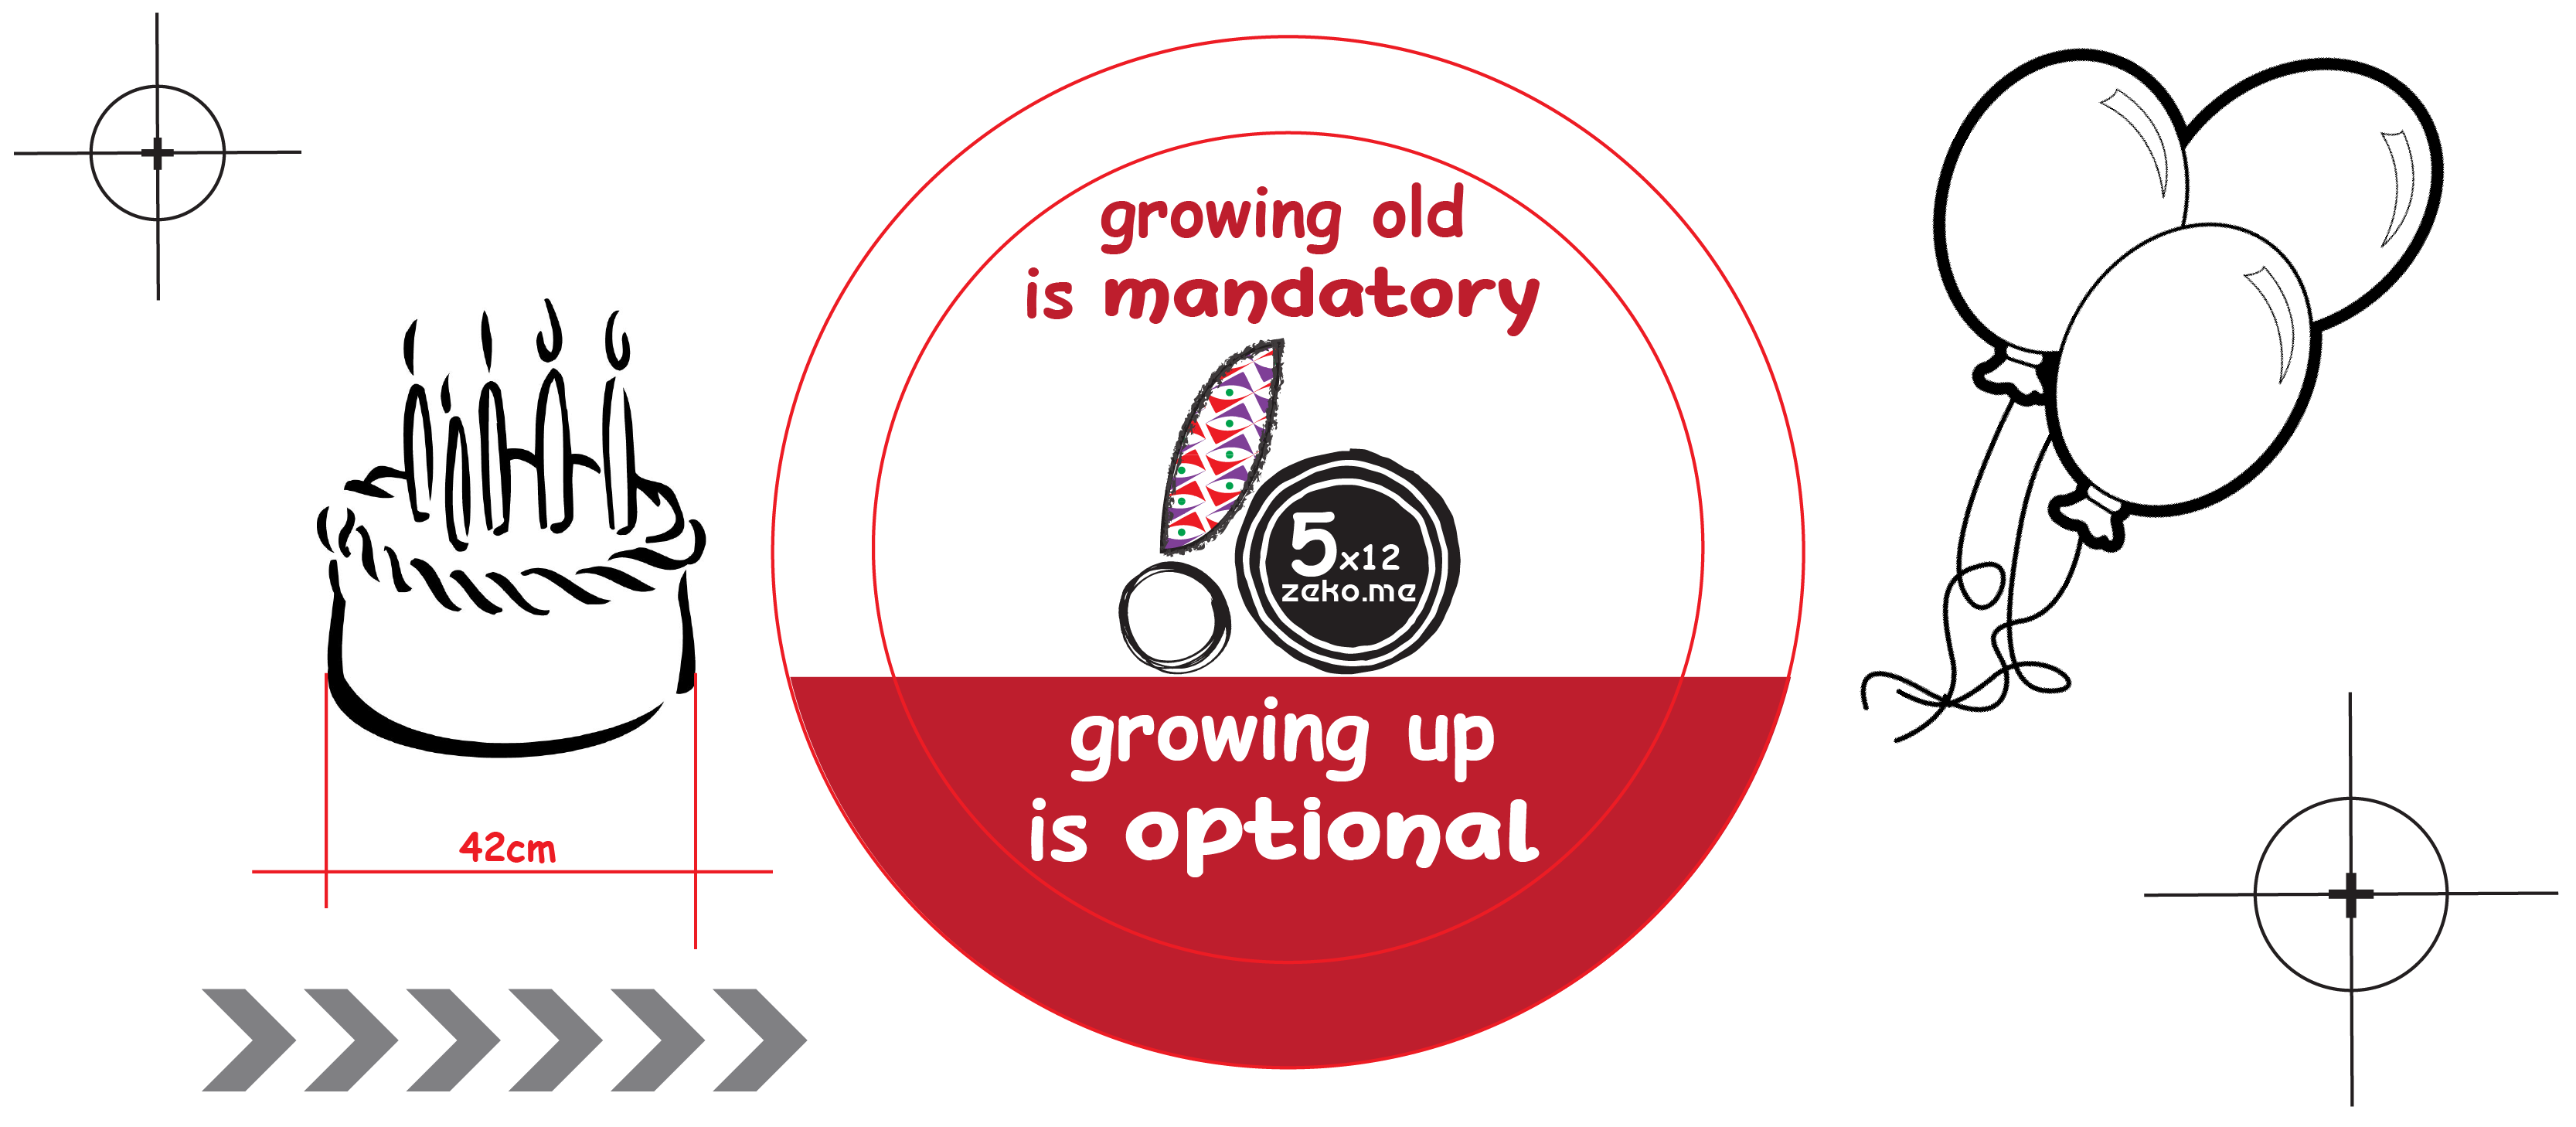 growing old
is mandatory
5x12
zeko.me
growing up
is optional
42cm